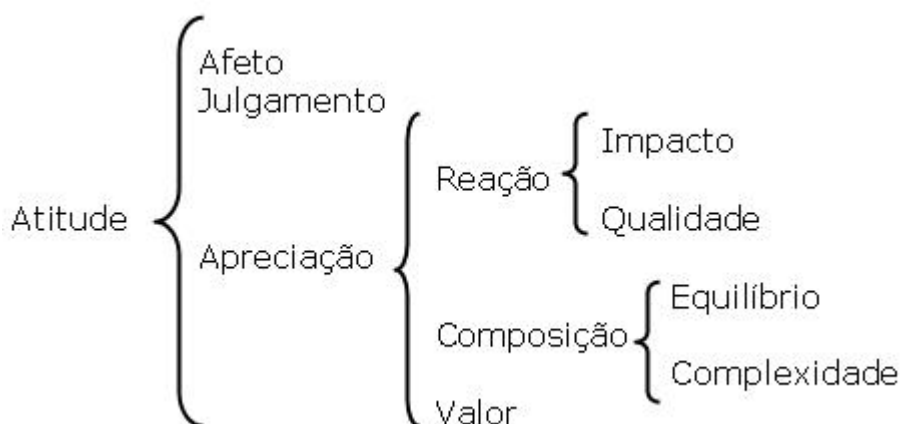 Atitude
Afeto
Julgamento
Apreciação
Reação
Impacto
Qualidade
Composição
Equilíbrio
Complexidade
Valor